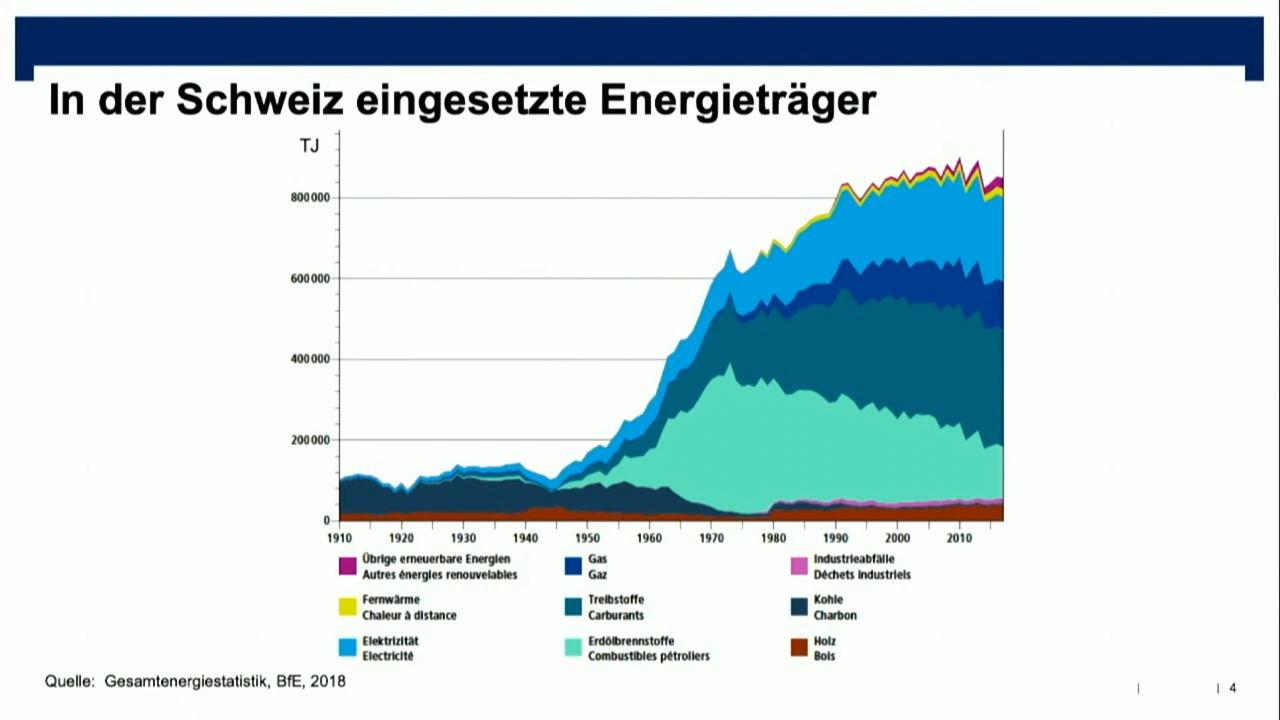 In der Schweiz eingesetzte Energieträger
TJ
800 000
600 000
400 000
200 000
0
1910 1920 1930 1940 1950 1960 1970 1980 1990 2000 2010
Übrige erneuerbare Energien
Autres énergies renouvelables
Gas
Gaz
Industrieabfälle
Déchets industriels
Fernwärme
Chaleur à distance
Treibstoffe
Carburants
Kohle
Charbon
Elektrizität
Electricité
Erdölbrennstoffe
Combustibles pétroliers
Holz
Bois
Quelle: Gesamtenergiestatistik, BfE, 2018
| | 4